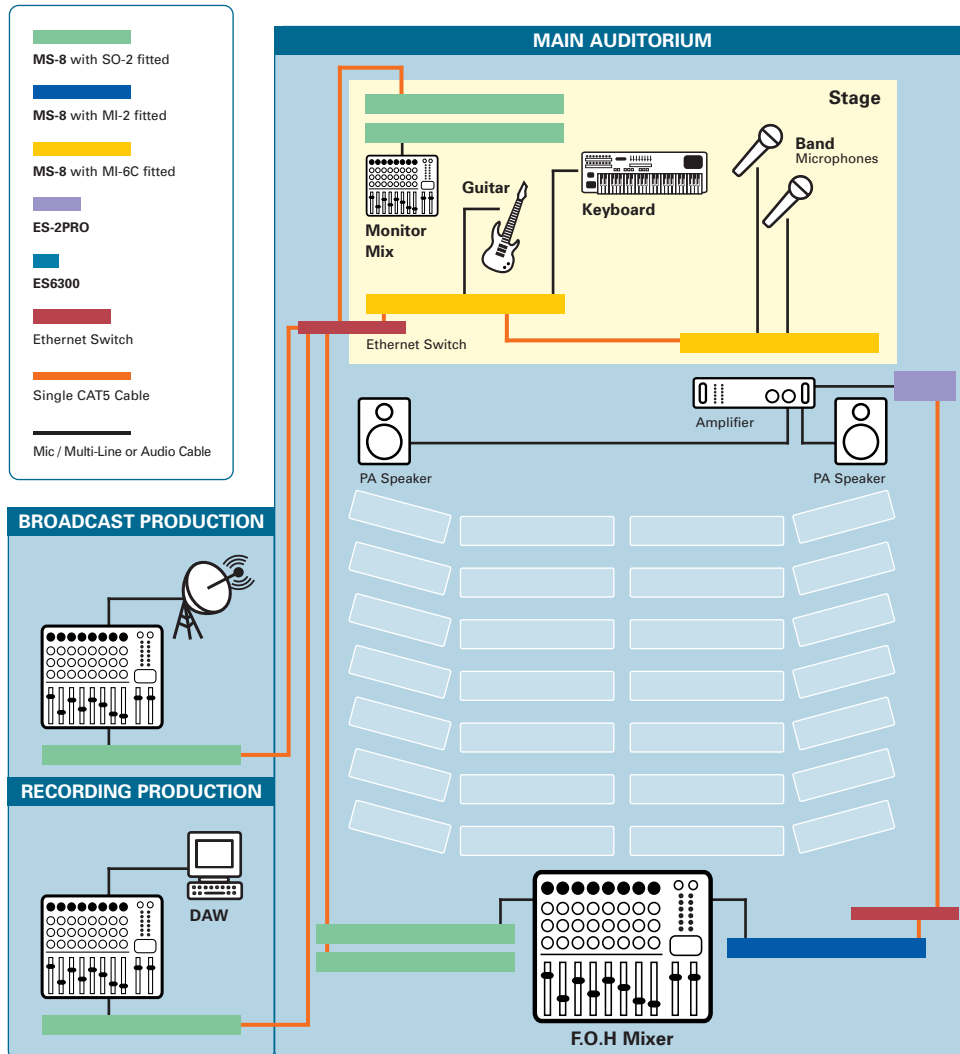 MS-8 with SO-2 fitted
MS-8 with MI-2 fitted
MS-8 with MI-6C fitted
ES-2PRO
ES6300
Ethernet Switch
Single CAT5 Cable
Mic / Multi-Line or Audio Cable
MAIN AUDITORIUM
Stage
Band
Microphones
Guitar
Keyboard
Monitor
Mix
Ethernet Switch
Amplifier
PA Speaker
PA Speaker
BROADCAST PRODUCTION
RECORDING PRODUCTION
DAW
F.O.H Mixer